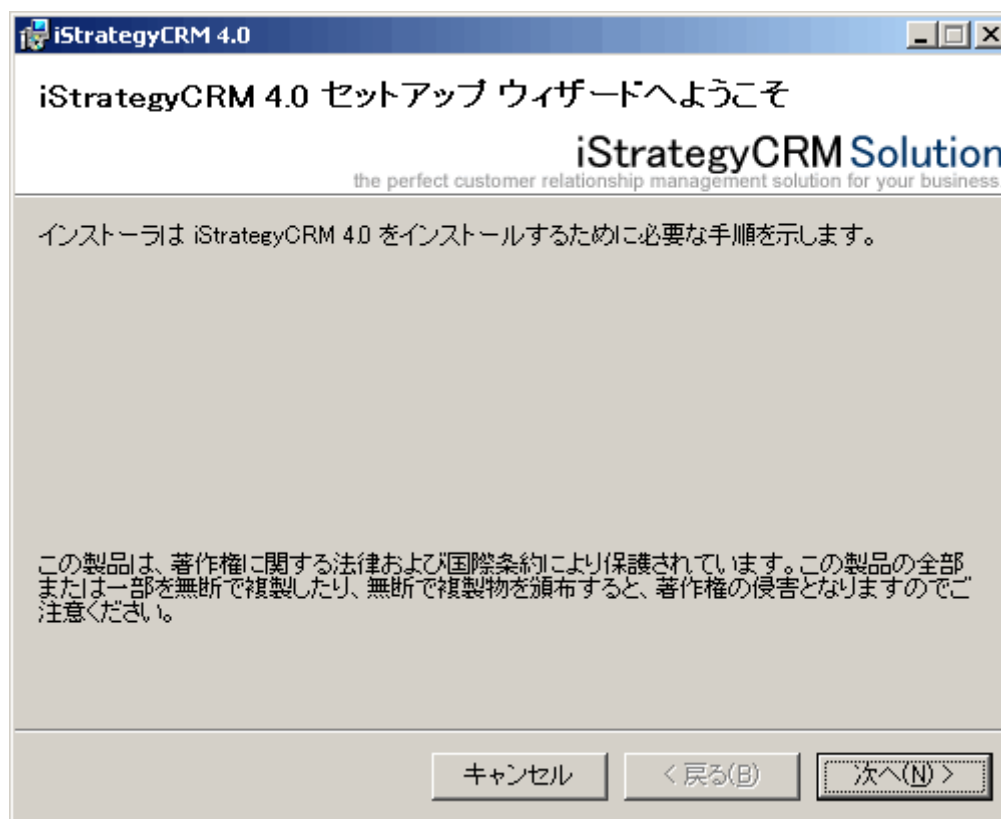 iStrategyCRM 4.0
iStrategyCRM 4.0 セットアップ ウィザードへようこそ
iStrategyCRM Solution
the perfect customer relationship management solution for your business.
インストーラは iStrategyCRM 4.0 をインストールするために必要な手順を示します。
この製品は、著作権に関する法律および国際条約により保護されています。この製品の全部
または一部を無断で複製したり、無断で複製物を頒布すると、著作権の侵害となりますのでご
注意ください。
キャンセル
< 戻る(B)
次へ(N) >